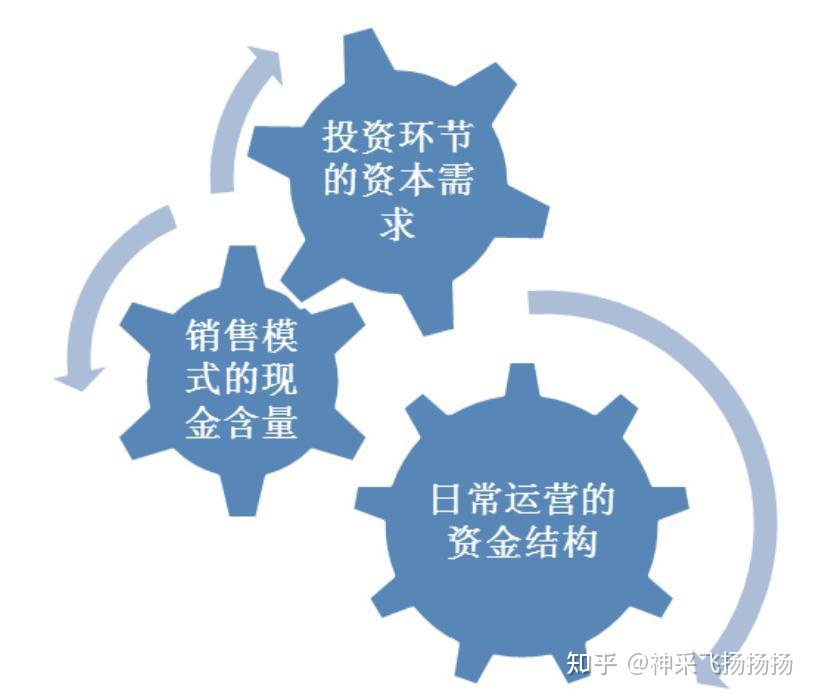 投资环节
的资本需
求
销售模
式的现
金含量
日常运营的
资金结构
知乎 @神采飞扬扬扬